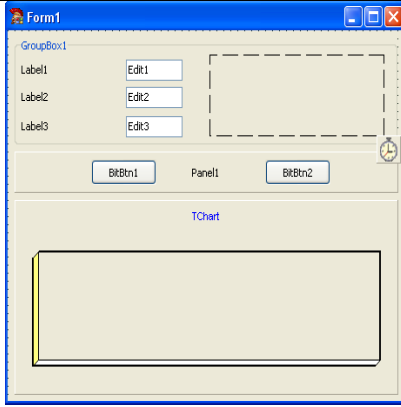 Form1
GroupBox1
Label1 Edit1
Label2 Edit2
Label3 Edit3
BitBtn1 Panel1 BitBtn2
TChart